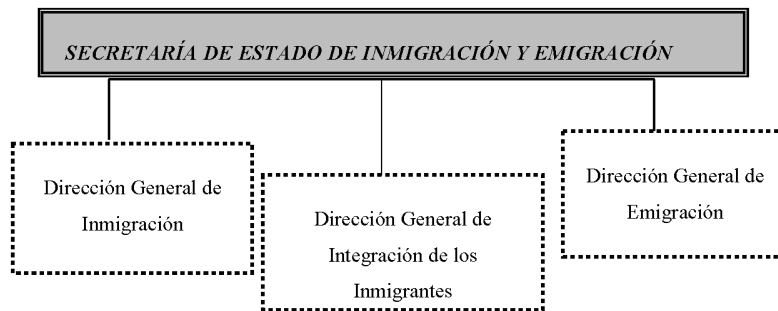 SECRETARÍA DE ESTADO DE INMIGRACIÓN Y EMIGRACIÓN
Dirección General de
Inmigración
Dirección General de
Integración de los
Inmigrantes
Dirección General de
Emigración